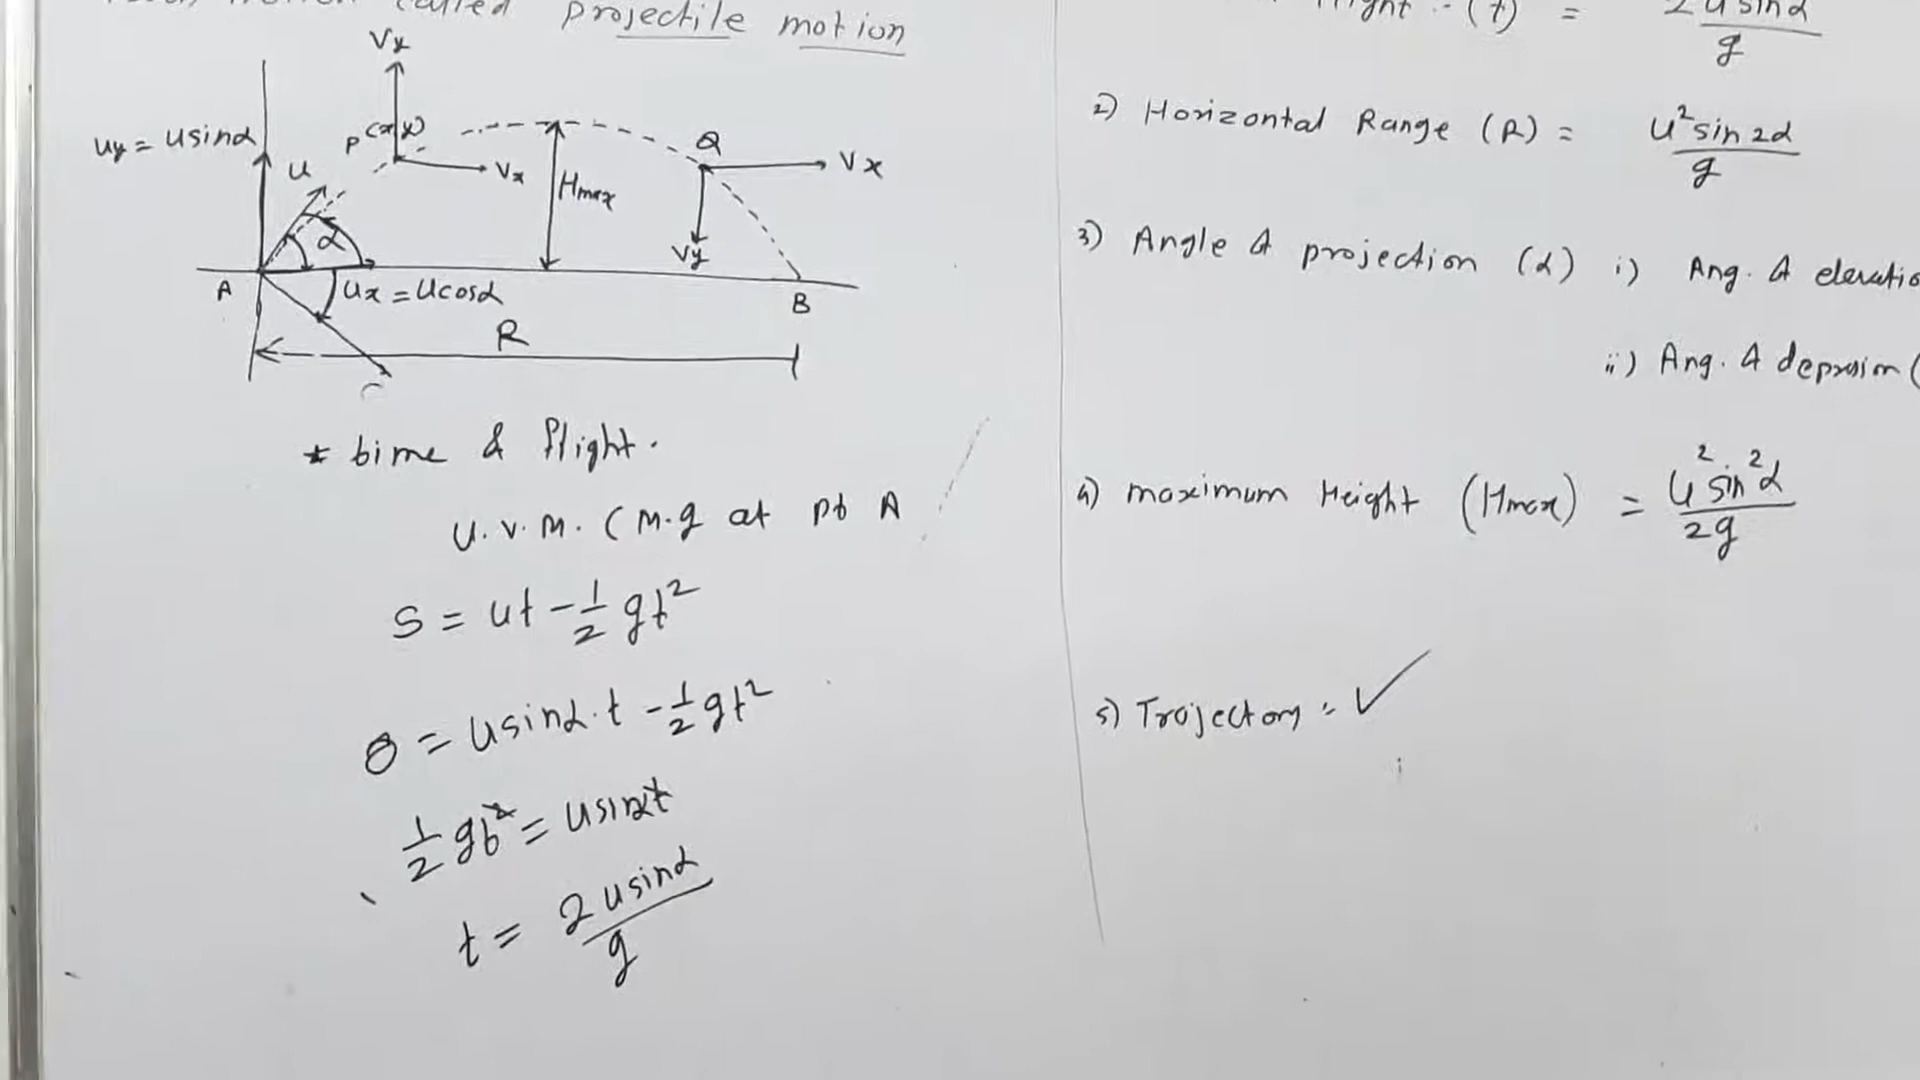 called projectile motion
Vy
uy = usinα
u
P(x,y)
Vx
Hmax
Q
Vx
Vy
α
A
ux = ucosα
B
R
* time & flight.
U.V.M. (M.g at pt A
S = ut - 1/2 gt²
0 = usinα.t - 1/2 gt²
1/2 gt² = usinαt
t = 2usinα/g
(t) = 2usinα/g
2) Horizontal Range (R) = u²sin2α/g
3) Angle of projection (α) i) Ang. of elevatio
ii) Ang. of depresion (
4) maximum Height (Hmax) = u²sin²α/2g
5) Trajectory : ✓